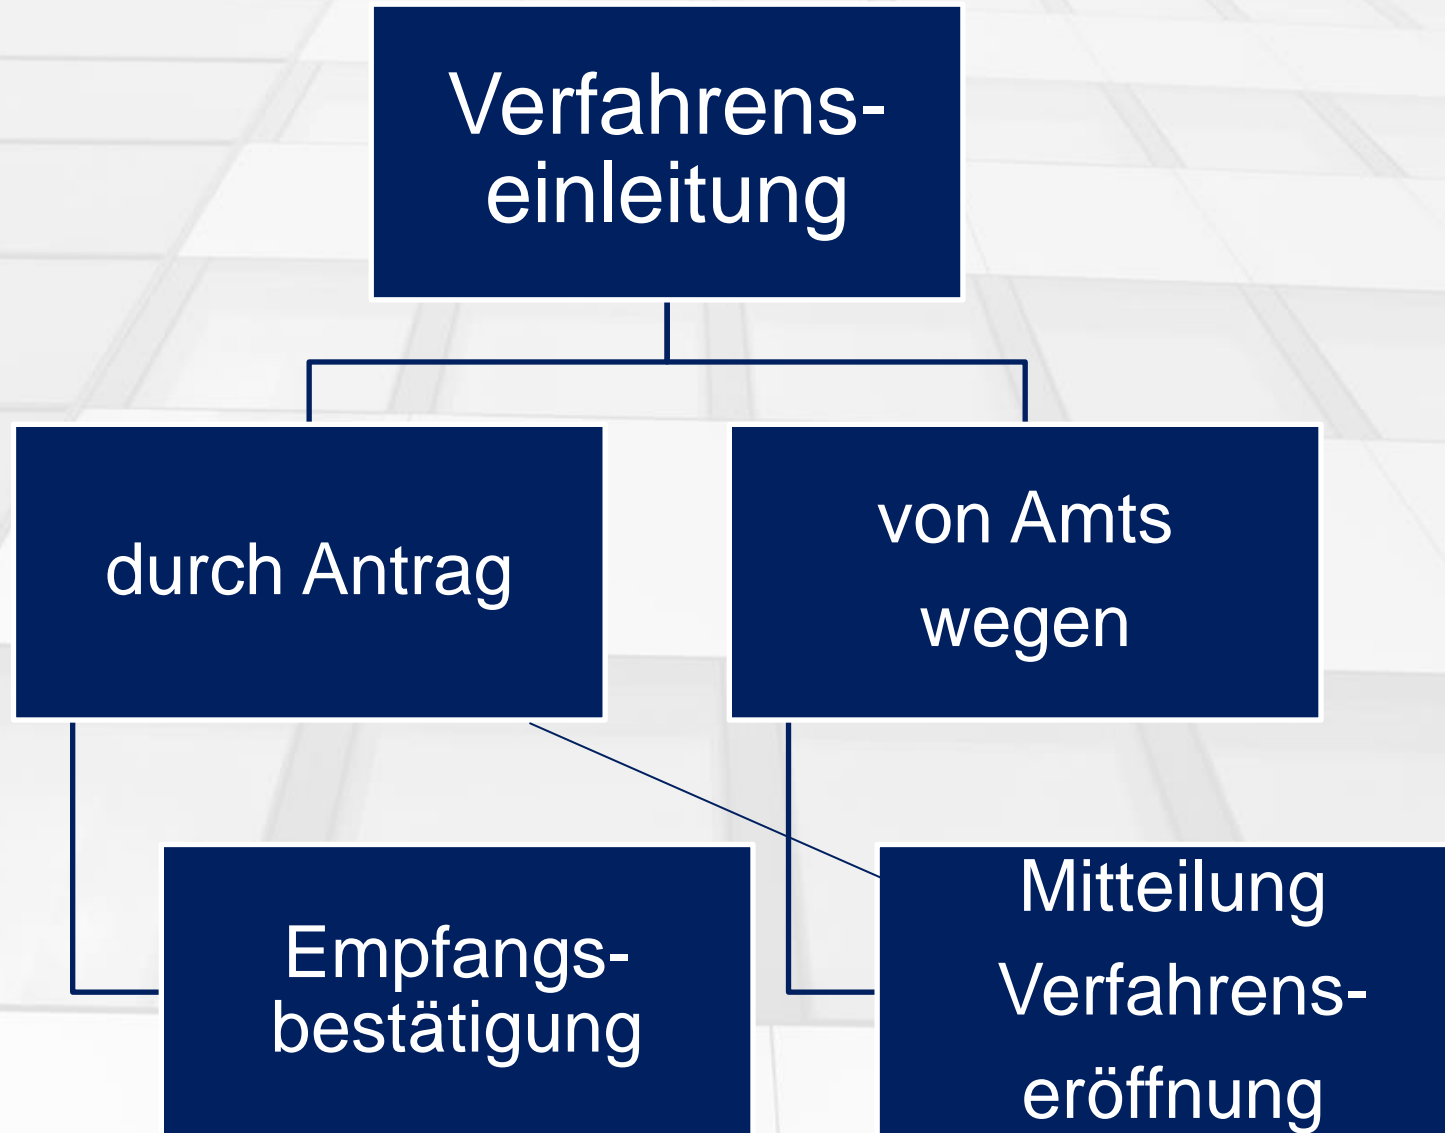 Verfahrens-
einleitung
durch Antrag
von Amts
wegen
Empfangs-
bestätigung
Mitteilung
Verfahrens-
eröffnung